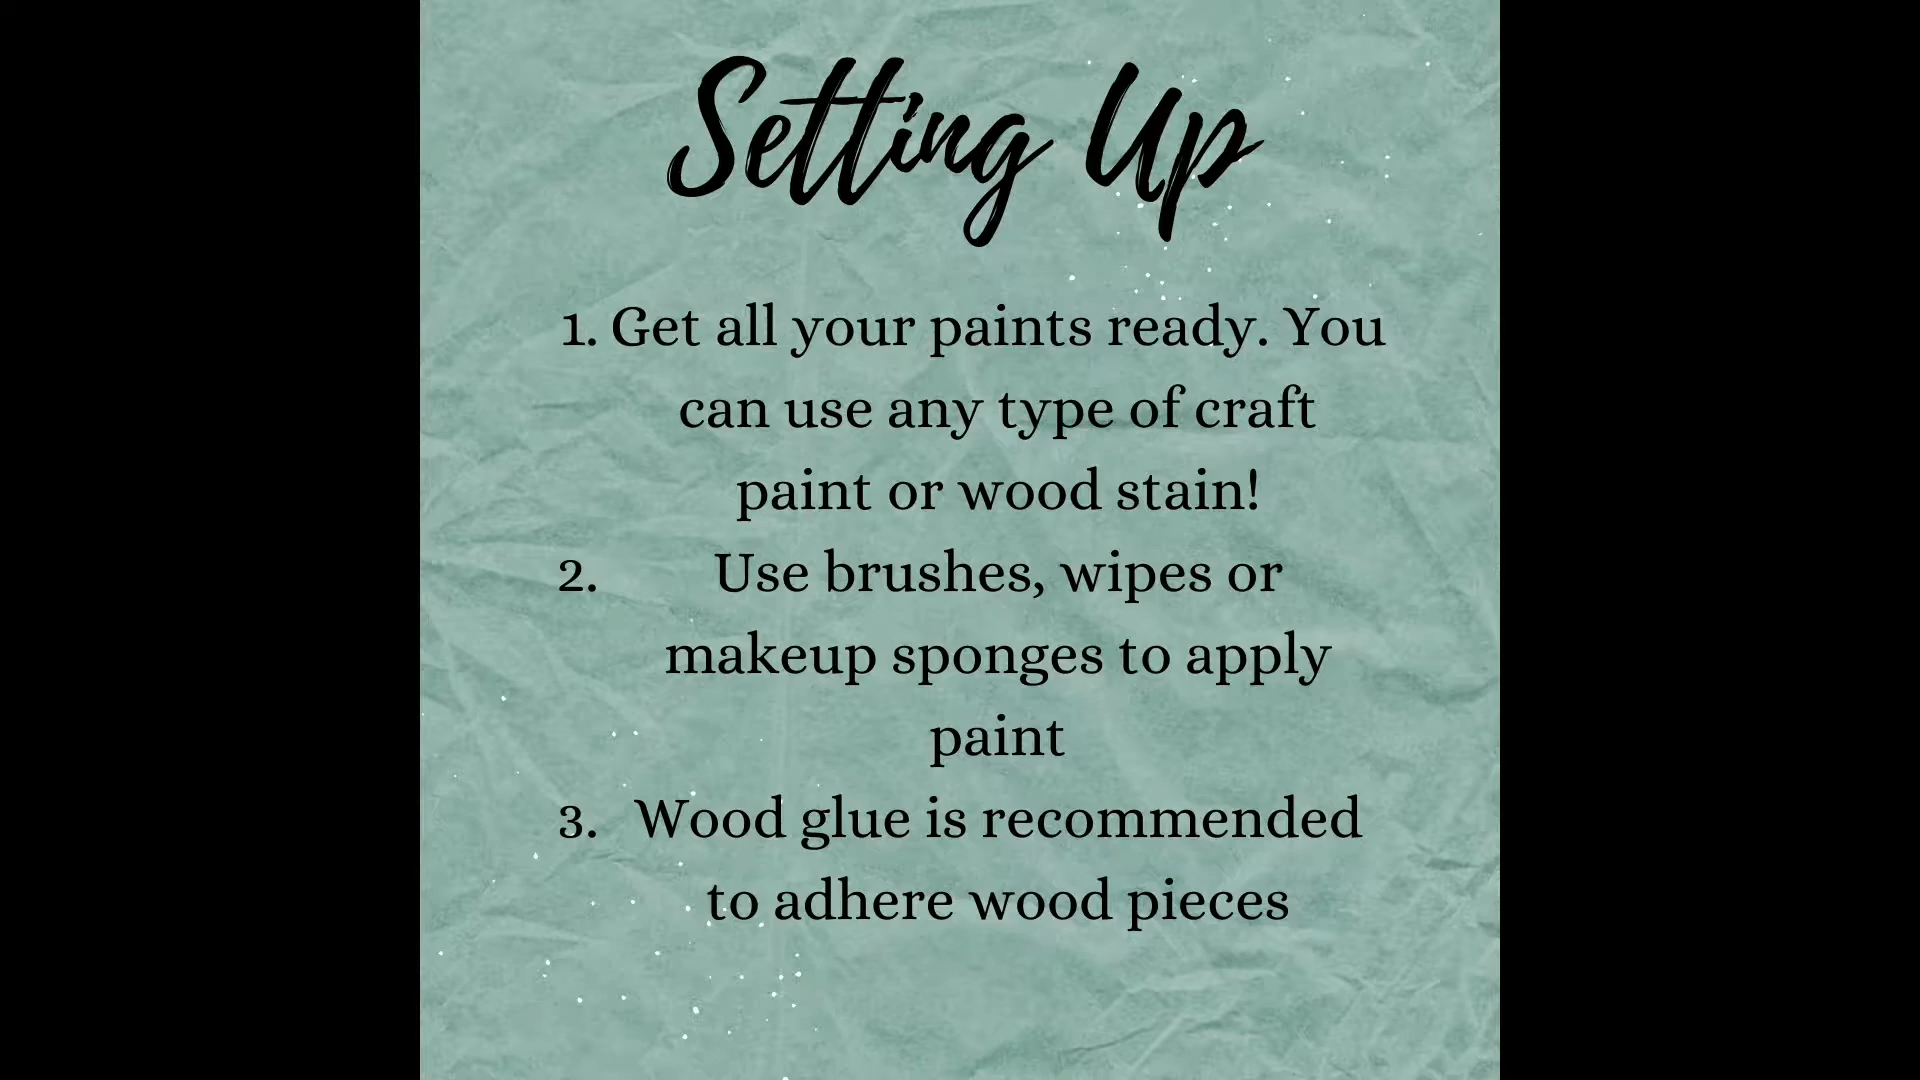 Setting Up
1. Get all your paints ready. You
can use any type of craft
paint or wood stain!
2. Use brushes, wipes or
makeup sponges to apply
paint
3. Wood glue is recommended
to adhere wood pieces